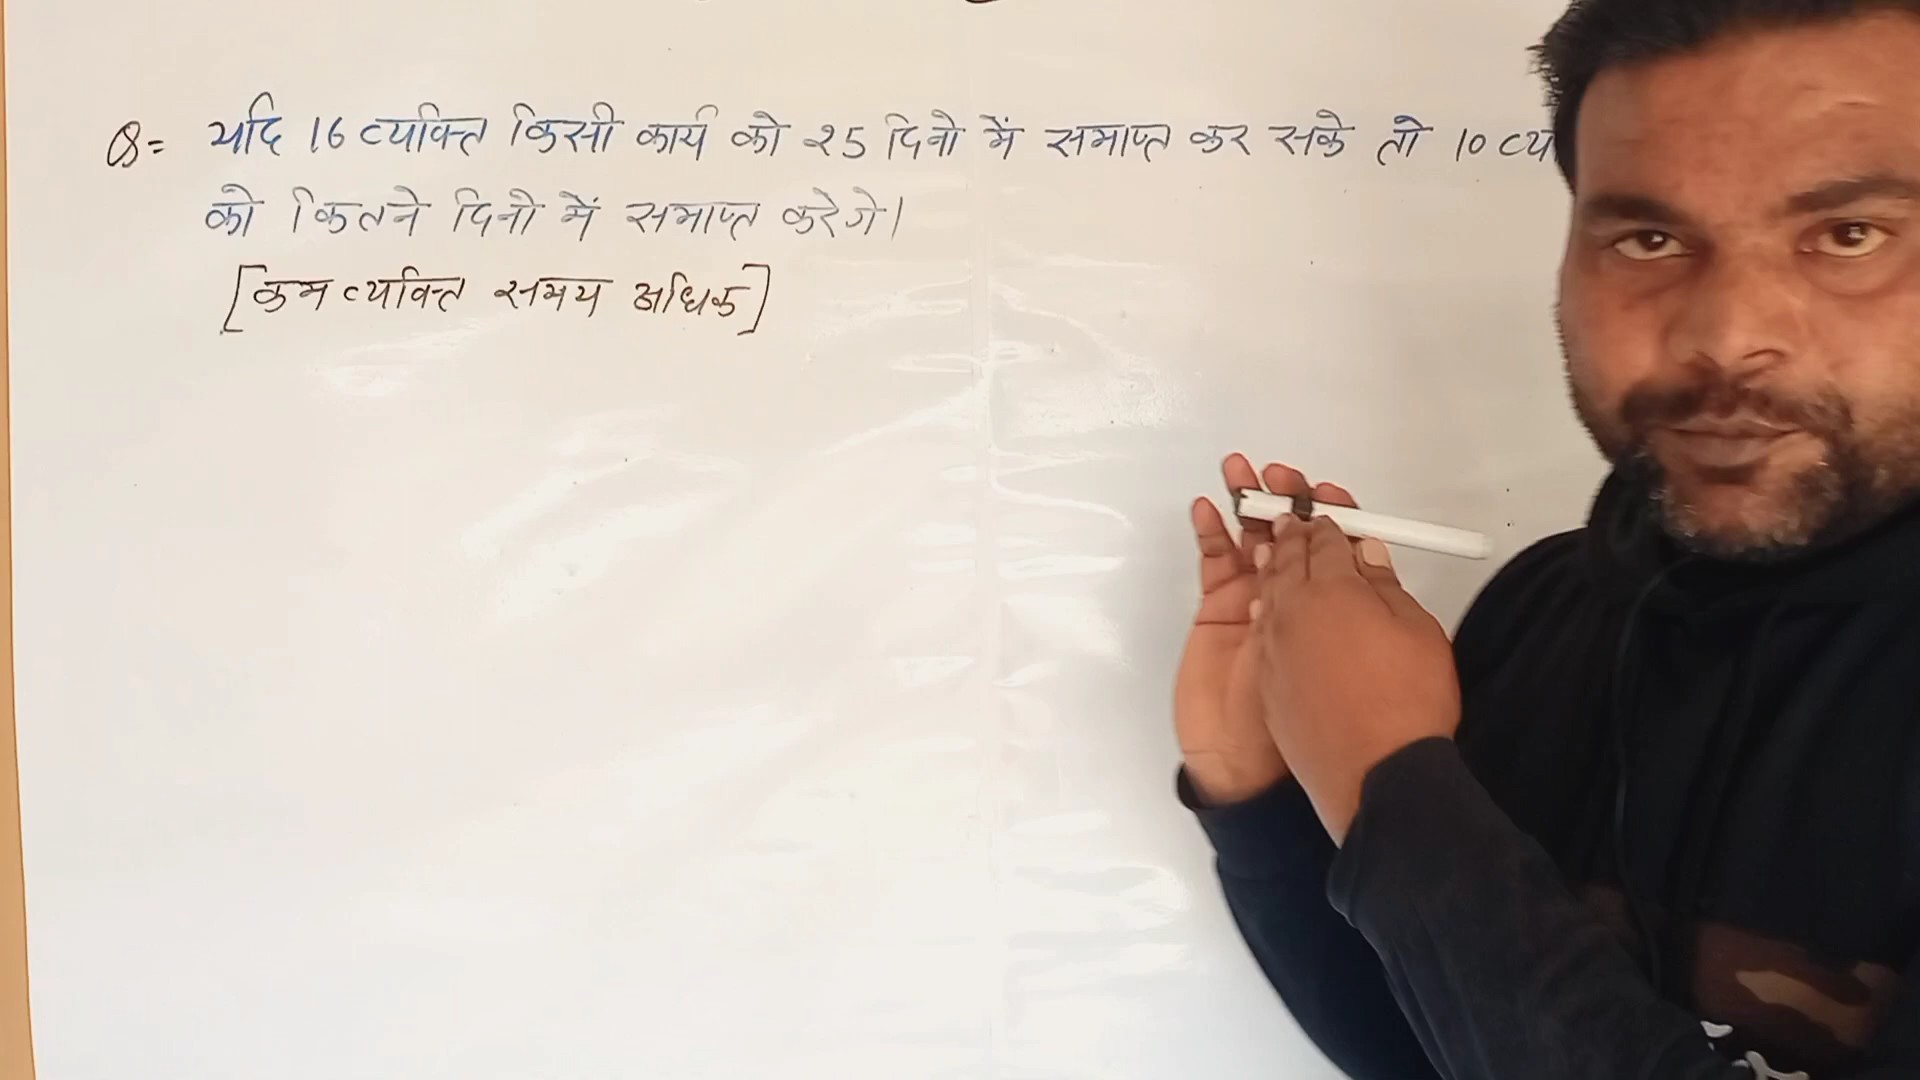 Q= यदि 16 व्यक्ति किसी कार्य को 25 दिनो में समाप्त कर सके तो 10 व्य
को कितने दिनो में समाप्त करेगे।
[कम व्यक्ति समय अधिक]